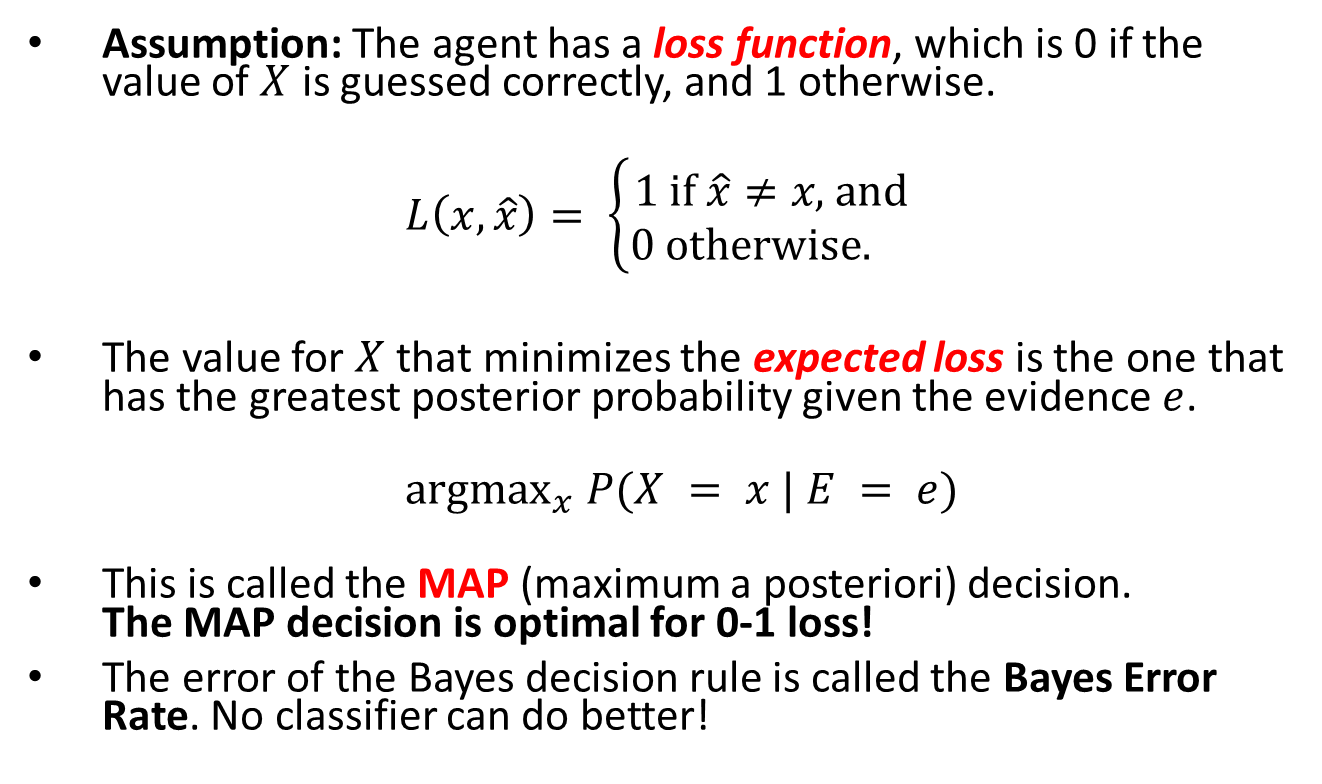 • Assumption: The agent has a loss function, which is 0 if the
value of X is guessed correctly, and 1 otherwise.
L(x, x̂) = { 1 if x̂ ≠ x, and
0 otherwise.
• The value for X that minimizes the expected loss is the one that
has the greatest posterior probability given the evidence e.
argmaxₓ P(X = x | E = e)
• This is called the MAP (maximum a posteriori) decision.
The MAP decision is optimal for 0-1 loss!
• The error of the Bayes decision rule is called the Bayes Error
Rate. No classifier can do better!